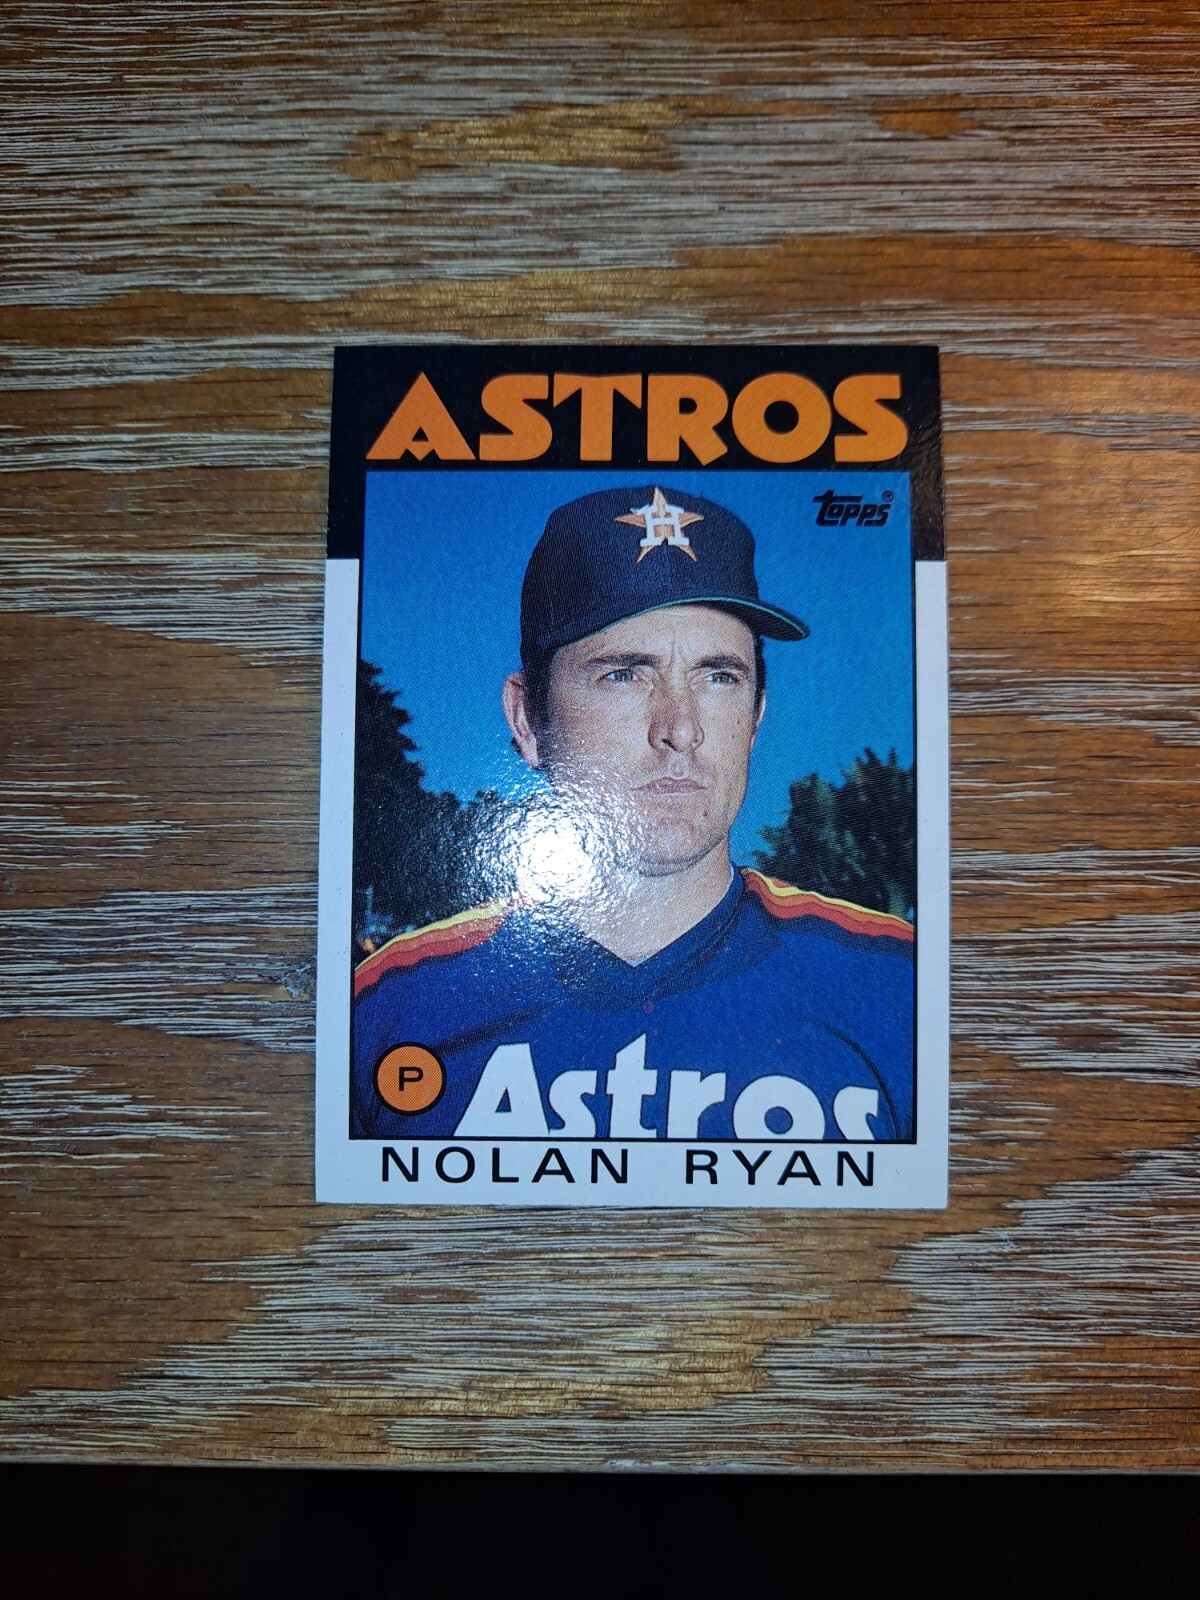 ASTROS
topps®
H
P
Astros
NOLAN RYAN